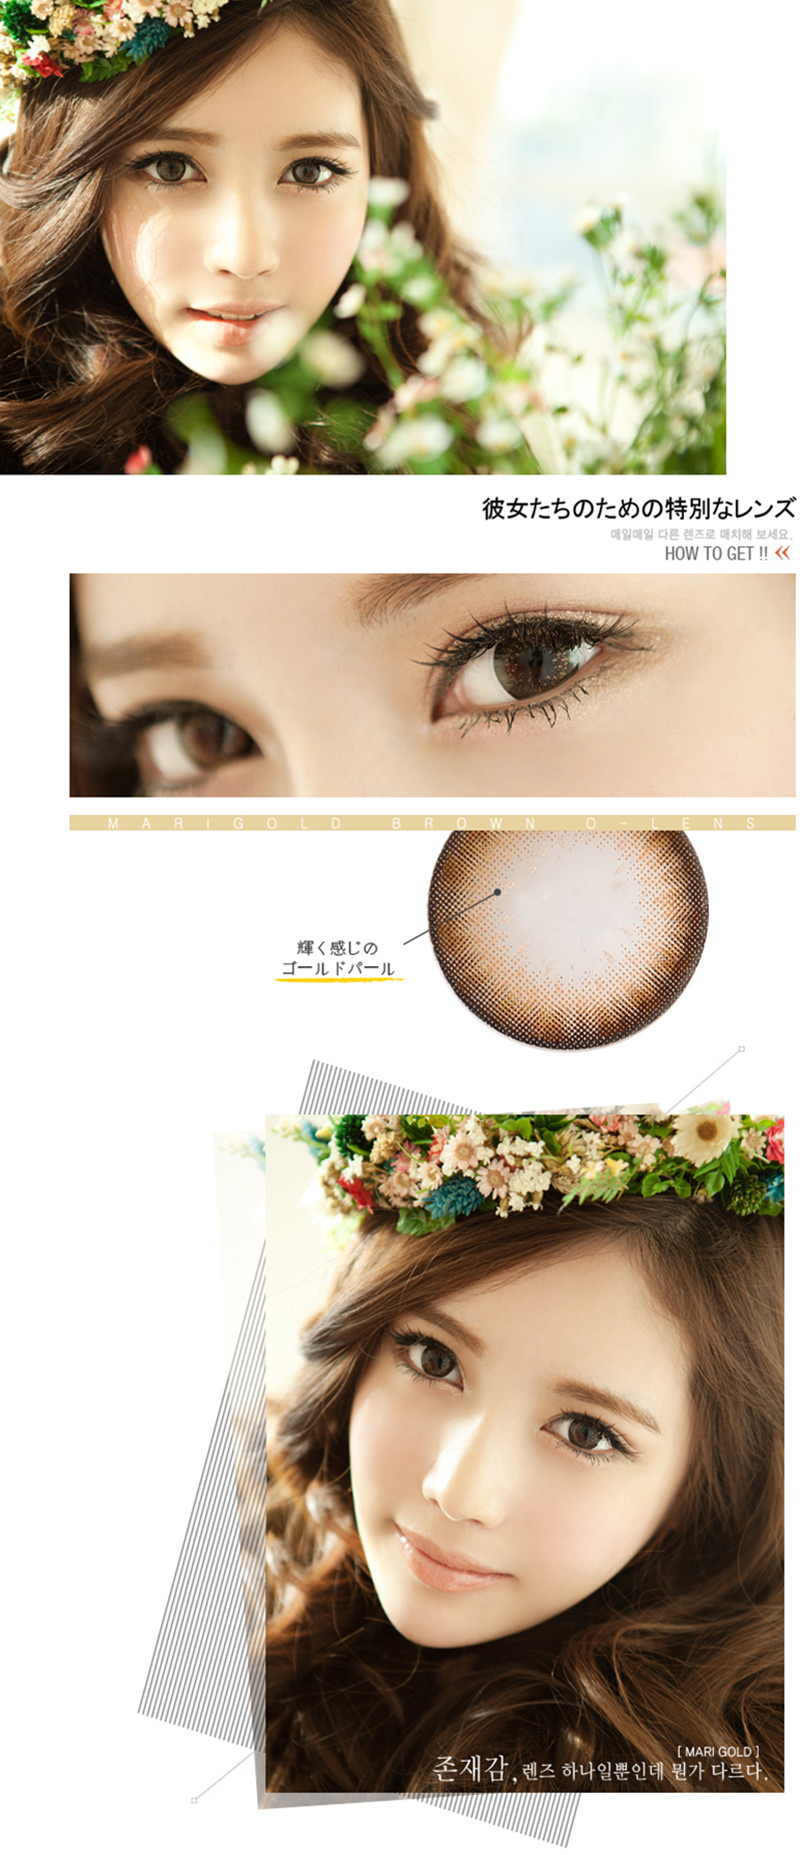 彼女たちのための特別なレンズ
매일매일 다른 렌즈로 매치해 보세요.
HOW TO GET !! «
MARIGOLD BROWN O-LENS
輝く感じの
ゴールドパール
[ MARI GOLD ]
존재감, 렌즈 하나일뿐인데 뭔가 다르다.